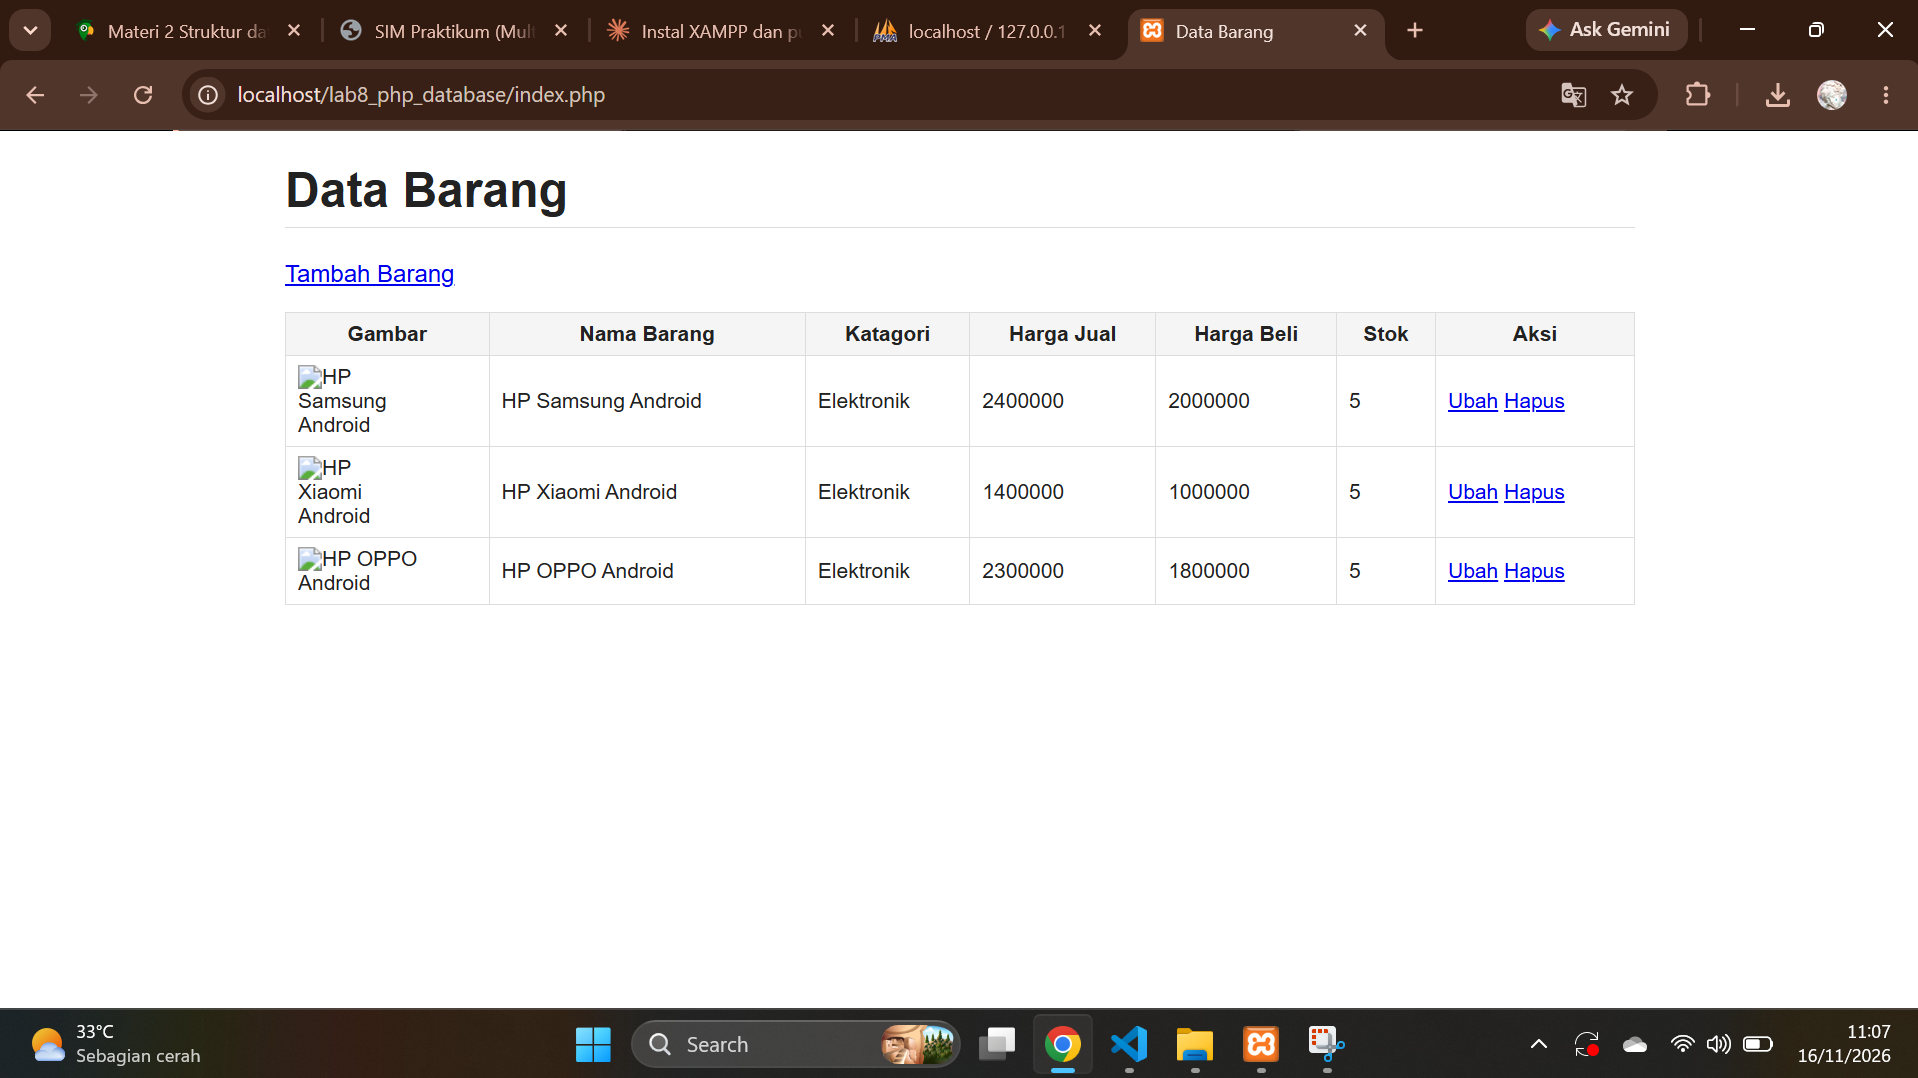 Materi 2 Struktur da
SIM Praktikum (Mult
Instal XAMPP dan pu
localhost / 127.0.0.1
Data Barang
Ask Gemini
localhost/lab8_php_database/index.php
Data Barang
Tambah Barang
Gambar Nama Barang Katagori Harga Jual Harga Beli Stok Aksi
HP
Samsung
Android
HP Samsung Android Elektronik 2400000 2000000 5 Ubah Hapus
HP
Xiaomi
Android
HP Xiaomi Android Elektronik 1400000 1000000 5 Ubah Hapus
HP OPPO
Android
HP OPPO Android Elektronik 2300000 1800000 5 Ubah Hapus
33°C
Sebagian cerah
Search
11:07
16/11/2026